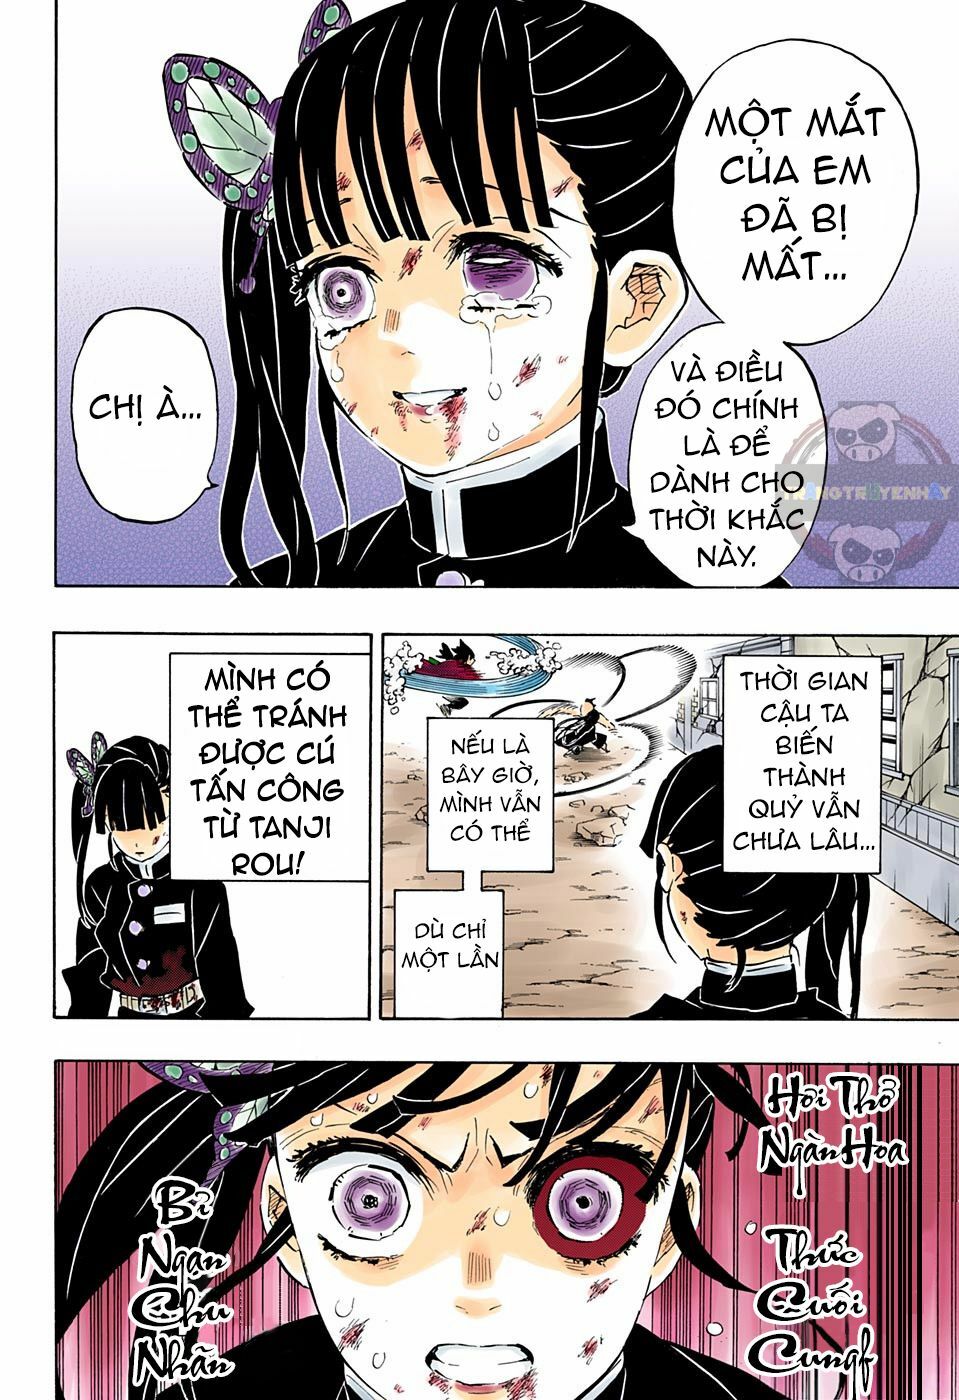 MỘT MẮT
CỦA EM
ĐÃ BỊ
MẤT...
VÀ ĐIỀU
ĐÓ CHÍNH
LÀ ĐỂ
DÀNH CHO
THỜI KHẮC
NÀY.
CHỊ À...
TRANGTRUYENHAY
THỜI GIAN
CẬU TA
BIẾN
THÀNH
QUỶ VẪN
CHƯA LÂU...
NẾU LÀ
BÂY GIỜ,
MÌNH VẪN
CÓ THỂ
DÙ CHỈ
MỘT LẦN
MÌNH CÓ
THỂ TRÁNH
ĐƯỢC CÚ
TẤN CÔNG
TỪ TANJI
ROU!
Hơi Thở
Ngàn Hoa
Thức
Cuối
Cungf
Bỉ
Ngạn
Chu
Nhãn